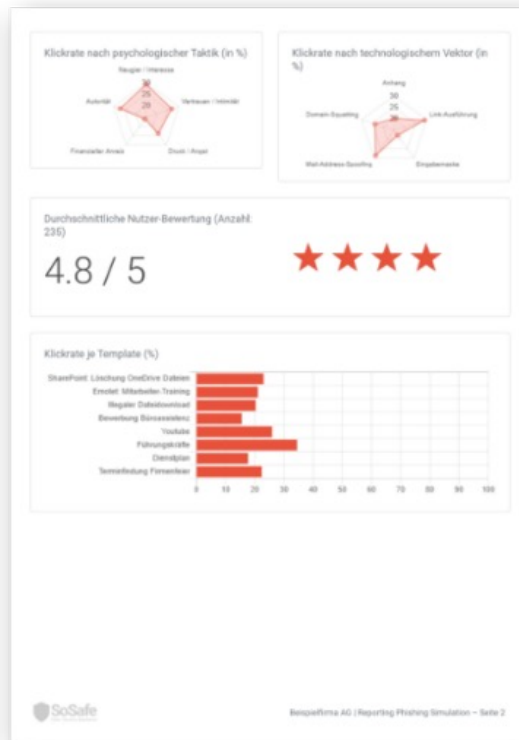 Klickrate nach psychologischer Taktik (in %)
Neugier / Interesse
30
25
20
Autorität
Vertrauen / Intimität
Finanzieller Anreiz
Druck / Angst
Klickrate nach technologischem Vektor (in
%)
Anhang
30
25
20
Domain-Squatting
Link-Ausführung
Mail-Address-Spoofing
Eingabemaske
Durchschnittliche Nutzer-Bewertung (Anzahl:
235)
4.8 / 5
Klickrate je Template (%)
SharePoint: Löschung OneDrive Dateien
Emotet: Mitarbeiter-Training
Illegaler Dateidownload
Bewerbung Büroassistenz
Youtube
Führungskräfte
Dienstplan
Terminfindung Firmenfeier
0 10 20 30 40 50 60 70 80 90 100
SoSafe
Beispielfirma AG | Reporting Phishing Simulation – Seite 2